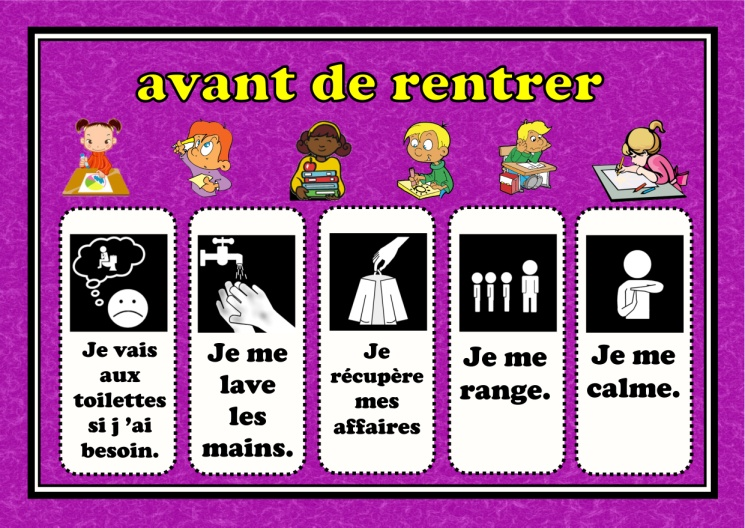 avant de rentrer
Je vais
aux
toilettes
si j ’ai
besoin.
Je me
lave
les
mains.
Je
récupère
mes
affaires
Je me
range.
Je me
calme.